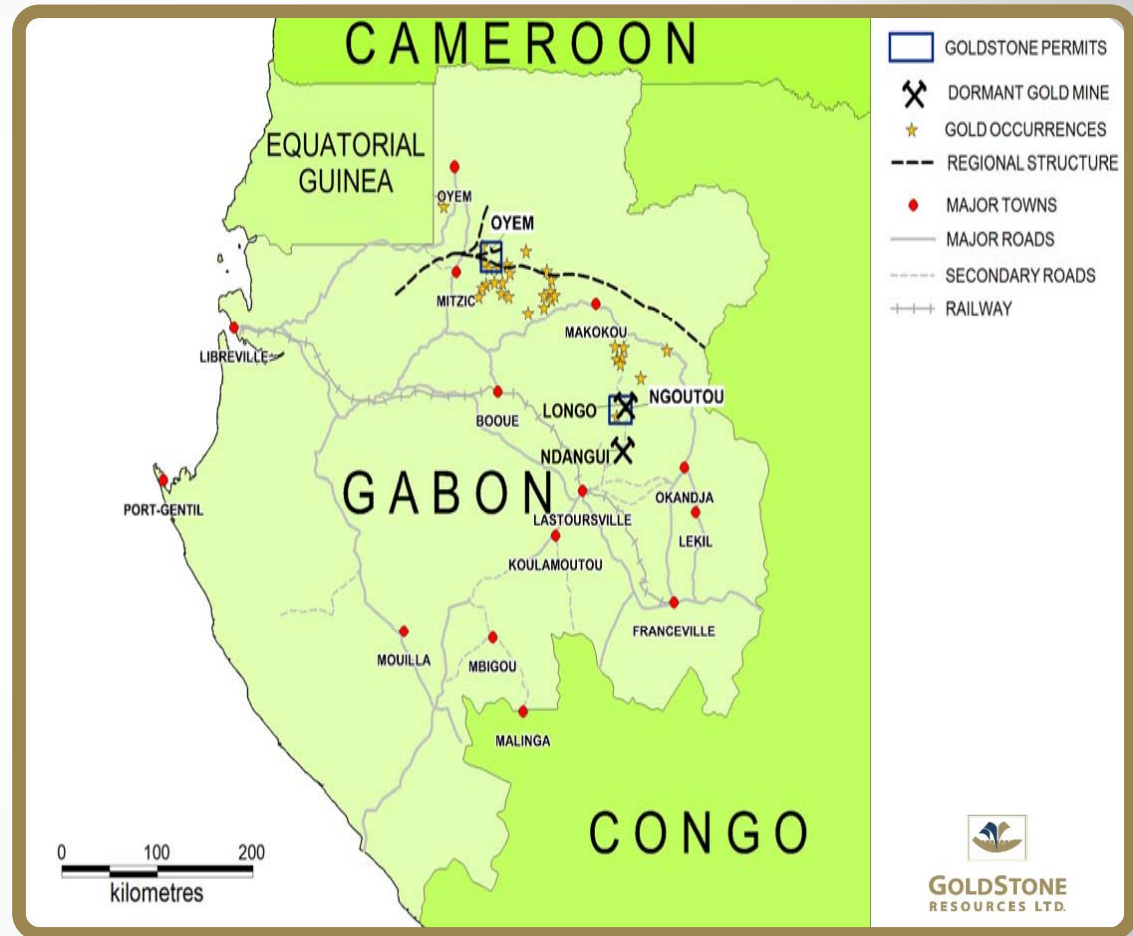 CAMEROON
EQUATORIAL
GUINEA
OYEM
OYEM
MITZIC
MAKOKOU
LIBREVILLE
BOOUE
LONGO
NGOUTOU
NDANGUI
GABON
PORT-GENTIL
OKANDJA
LASTOURSVILLE
LEKIL
KOULAMOUTOU
FRANCEVILLE
MOUILLA
MBIGOU
MALINGA
CONGO
0 100 200
kilometres
GOLDSTONE PERMITS
DORMANT GOLD MINE
GOLD OCCURRENCES
REGIONAL STRUCTURE
MAJOR TOWNS
MAJOR ROADS
SECONDARY ROADS
RAILWAY
GOLDSTONE
RESOURCES LTD.